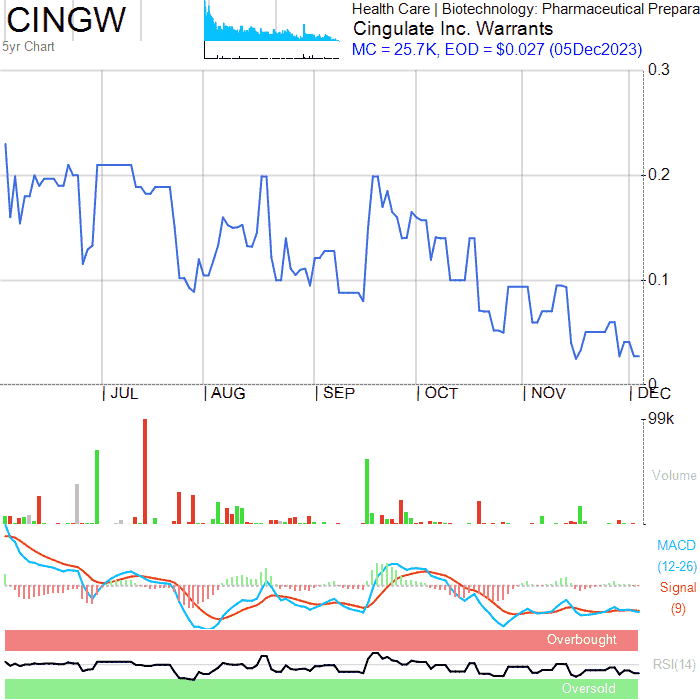 CINGW
5yr Chart
Health Care | Biotechnology: Pharmaceutical Prepara
Cingulate Inc. Warrants
MC = 25.7K, EOD = $0.027 (05Dec2023)
0.3
0.2
0.1
0
| JUL | AUG | SEP | OCT | NOV | DEC
99k
Volume
MACD
(12-26)
Signal
(9)
Overbought
RSI(14)
Oversold